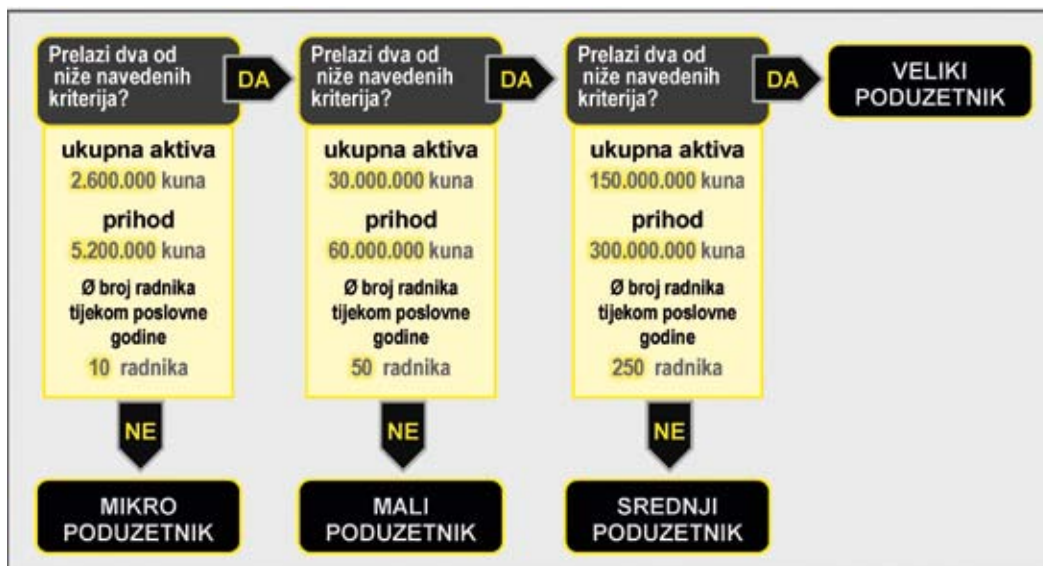 Prelazi dva od
niže navedenih
kriterija?
DA
ukupna aktiva
2.600.000 kuna
prihod
5.200.000 kuna
Ø broj radnika
tijekom poslovne
godine
10 radnika
NE
MIKRO
PODUZETNIK
Prelazi dva od
niže navedenih
kriterija?
DA
ukupna aktiva
30.000.000 kuna
prihod
60.000.000 kuna
Ø broj radnika
tijekom poslovne
godine
50 radnika
NE
MALI
PODUZETNIK
Prelazi dva od
niže navedenih
kriterija?
DA
ukupna aktiva
150.000.000 kuna
prihod
300.000.000 kuna
Ø broj radnika
tijekom poslovne
godine
250 radnika
NE
SREDNJI
PODUZETNIK
VELIKI
PODUZETNIK